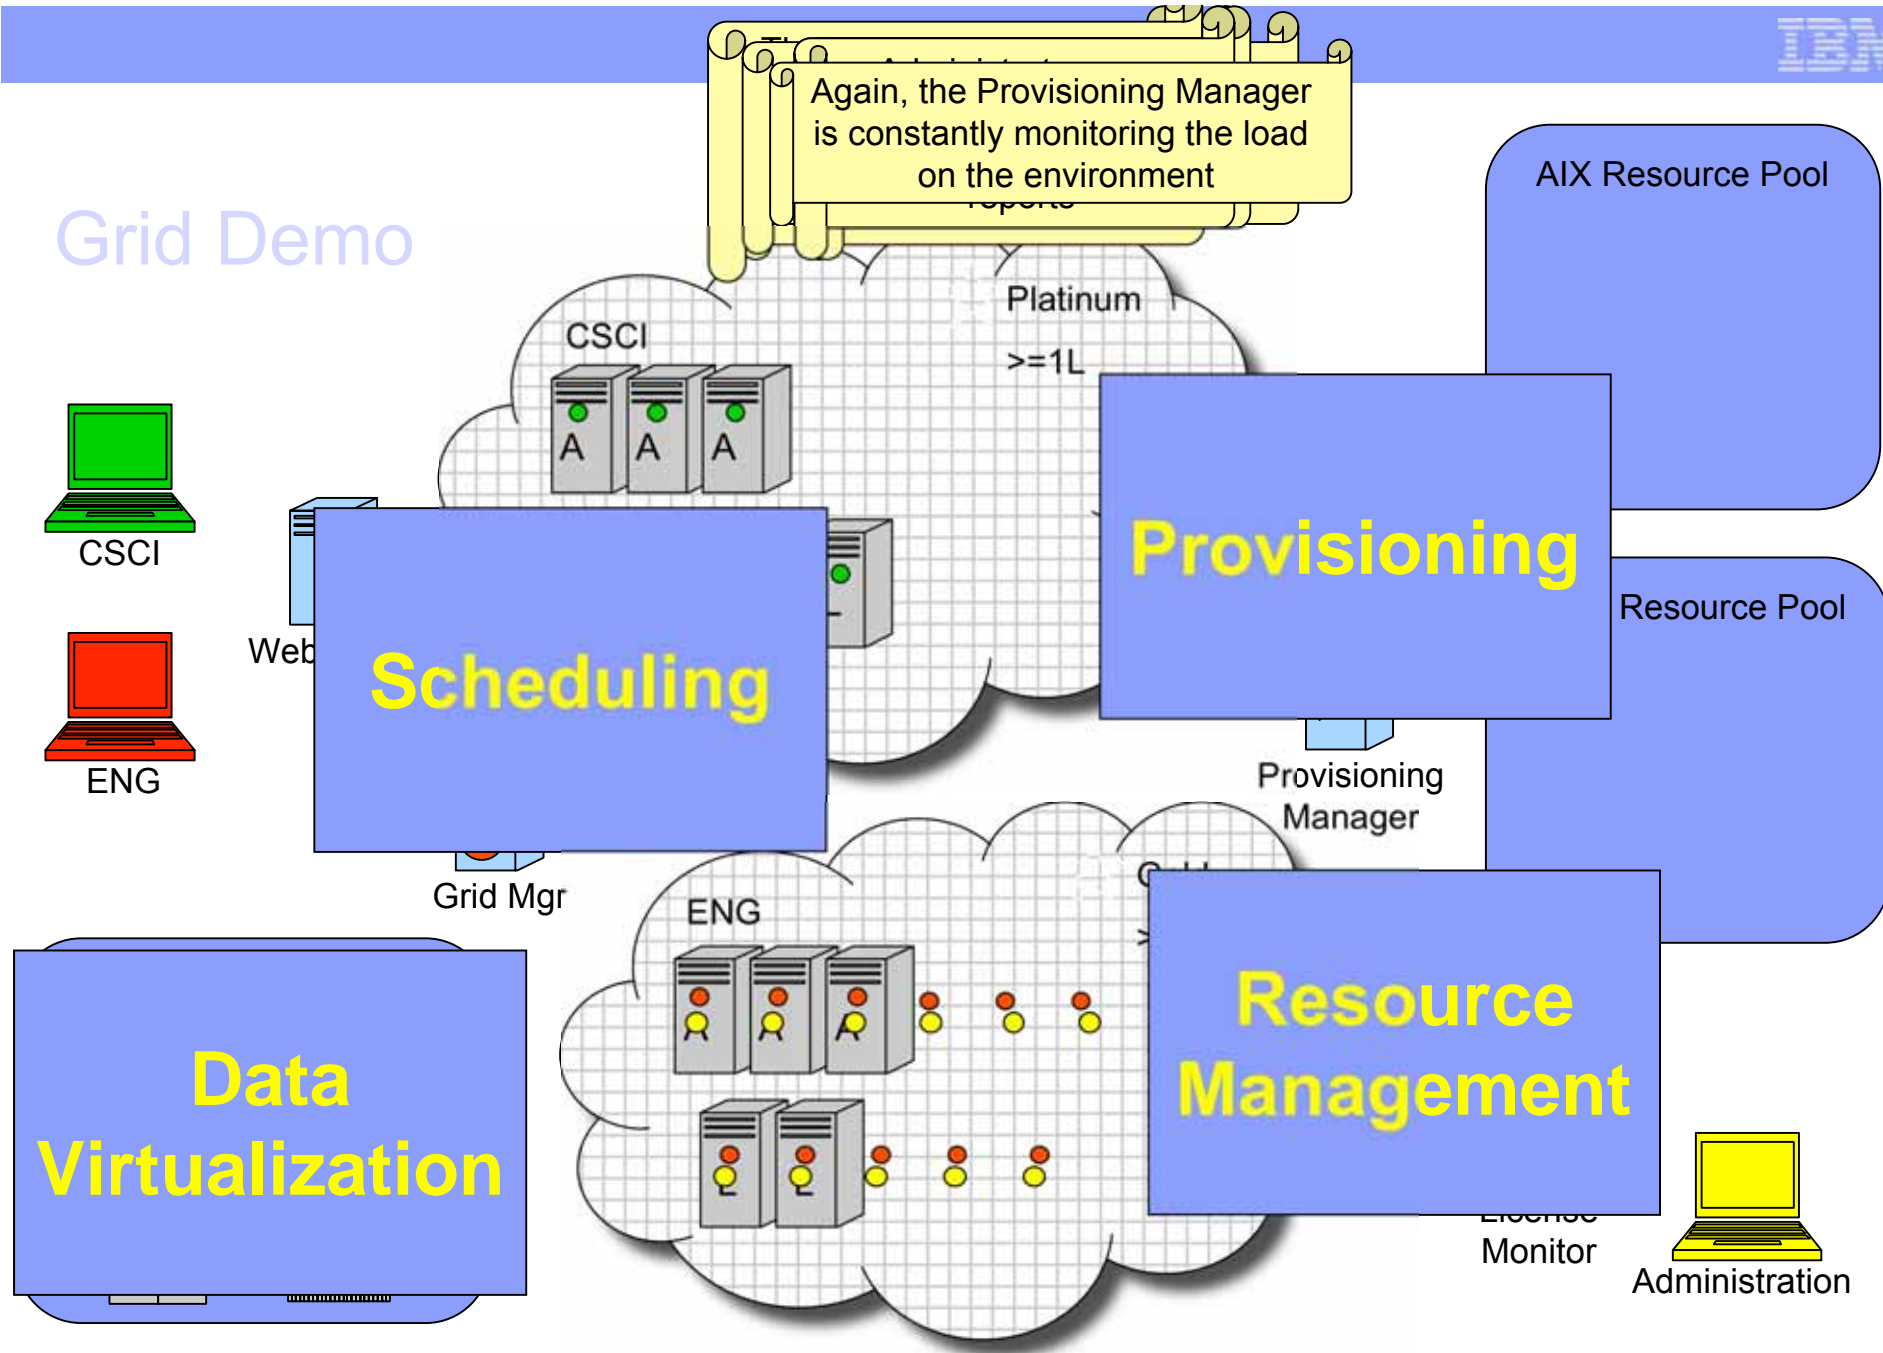 IBM
Again, the Provisioning Manager
is constantly monitoring the load
on the environment
reports
Grid Demo
AIX Resource Pool
Platinum
>=1L
CSCI
A A A
CSCI
Provisioning
Resource Pool
Web
Scheduling
ENG
Provisioning
Manager
Grid Mgr
ENG
A A A
Resource
Management
Data
Virtualization
L L
License
Monitor
Administration